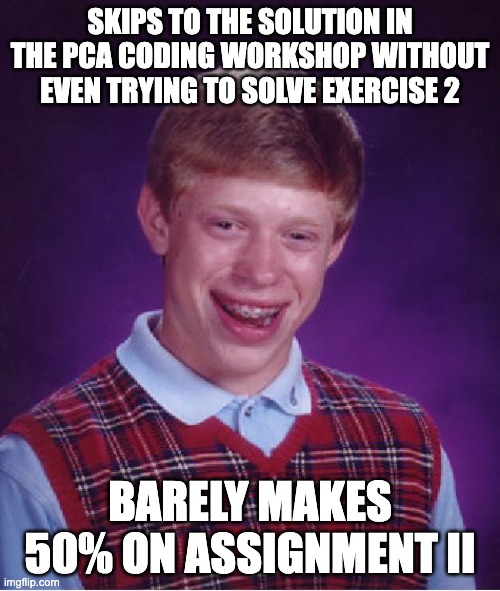 SKIPS TO THE SOLUTION IN
THE PCA CODING WORKSHOP WITHOUT
EVEN TRYING TO SOLVE EXERCISE 2
BARELY MAKES
50% ON ASSIGNMENT II
imgflip.com